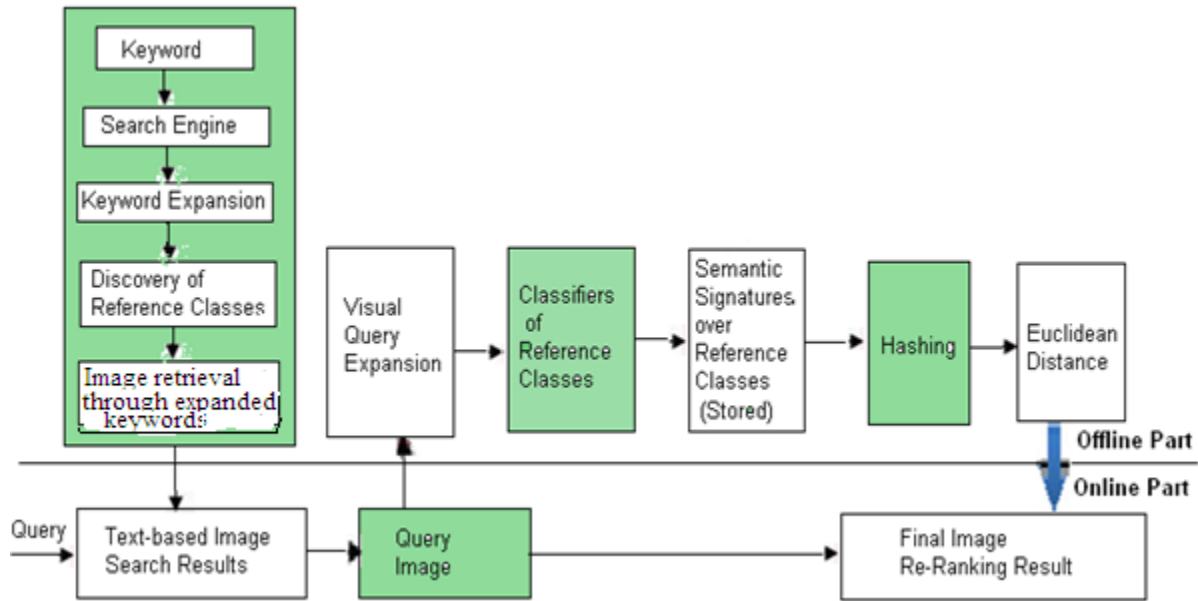 Keyword
Search Engine
Keyword Expansion
Discovery of
Reference Classes
Image retrieval
through expanded
keywords
Visual
Query
Expansion
Classifiers
of
Reference
Classes
Semantic
Signatures
over
Reference
Classes
(Stored)
Hashing
Euclidean
Distance
Offline Part
Online Part
Query
Text-based Image
Search Results
Query
Image
Final Image
Re-Ranking Result